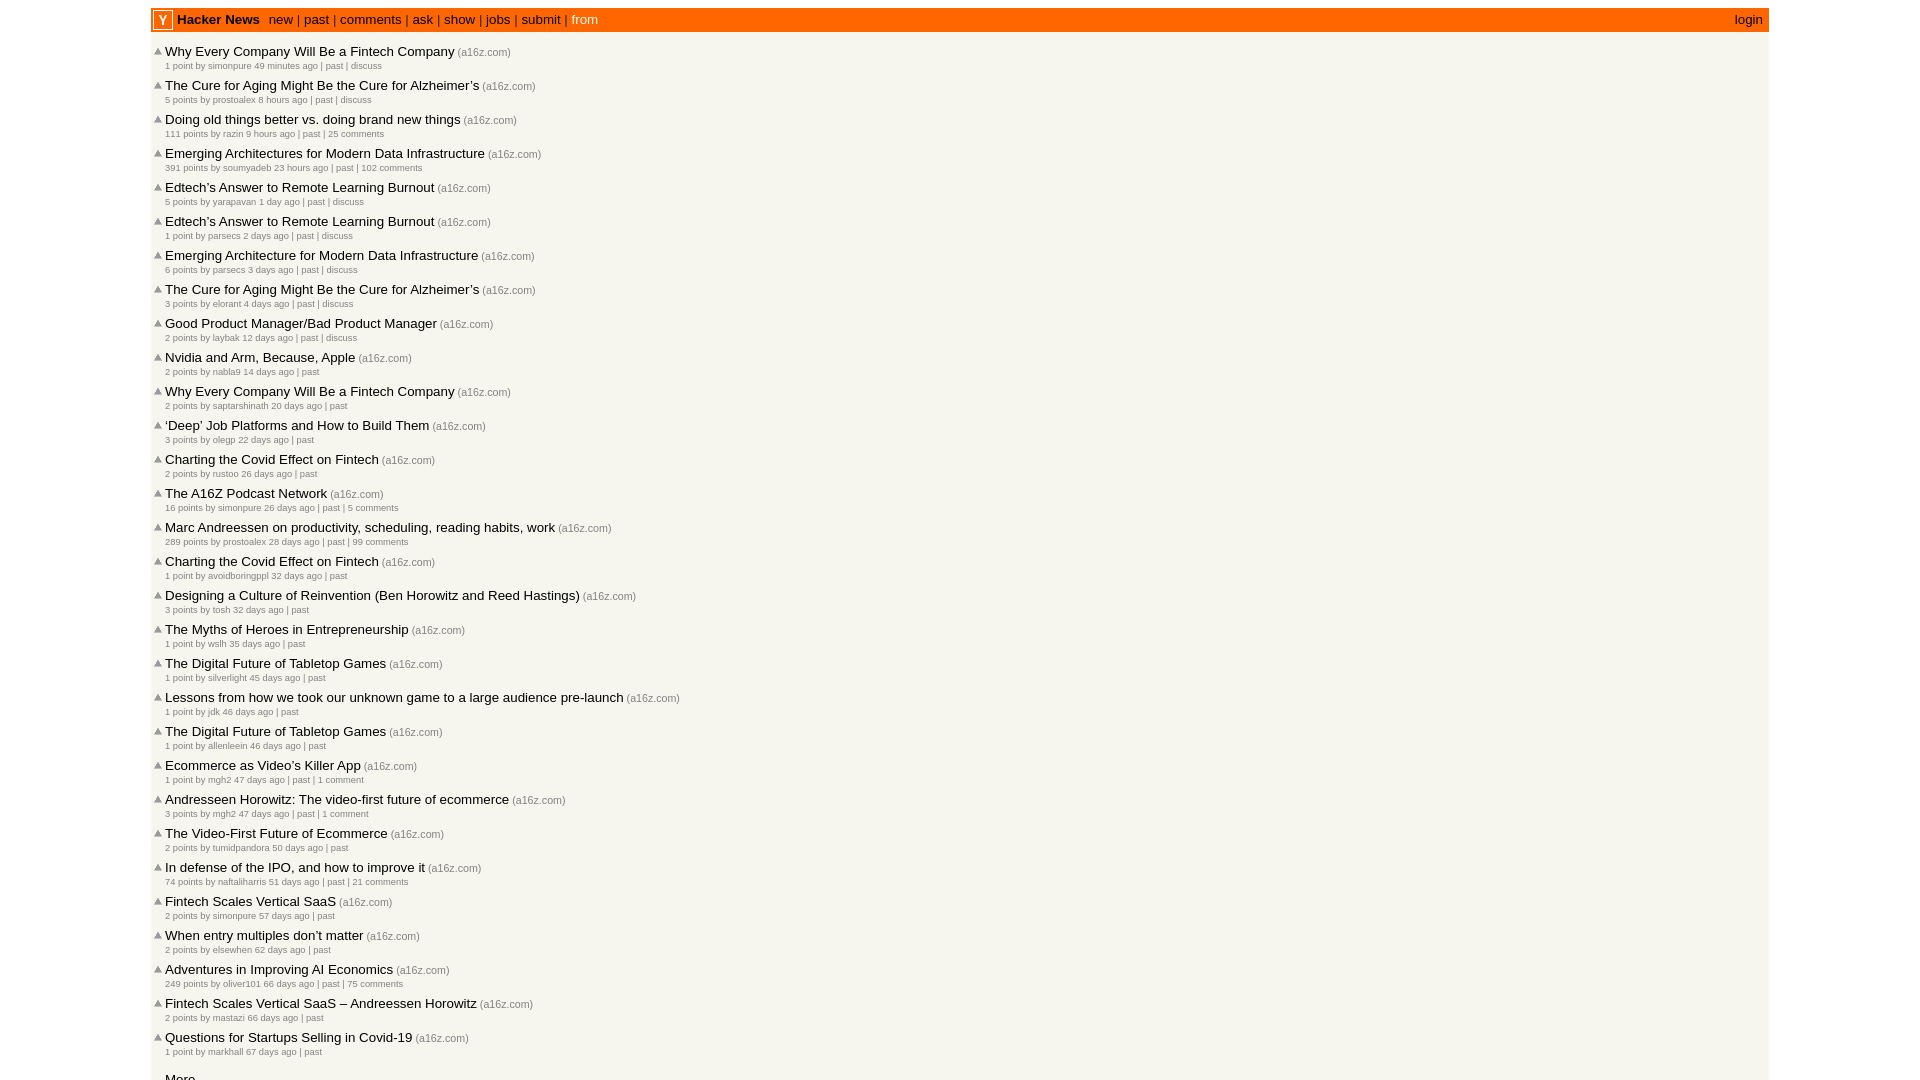 Y Hacker News new | past | comments | ask | show | jobs | submit | from login
Why Every Company Will Be a Fintech Company (a16z.com)
1 point by simonpure 49 minutes ago | past | discuss
The Cure for Aging Might Be the Cure for Alzheimer’s (a16z.com)
5 points by prostoalex 8 hours ago | past | discuss
Doing old things better vs. doing brand new things (a16z.com)
111 points by razin 9 hours ago | past | 25 comments
Emerging Architectures for Modern Data Infrastructure (a16z.com)
391 points by soumyadeb 23 hours ago | past | 102 comments
Edtech’s Answer to Remote Learning Burnout (a16z.com)
5 points by yarapavan 1 day ago | past | discuss
Edtech’s Answer to Remote Learning Burnout (a16z.com)
1 point by parsecs 2 days ago | past | discuss
Emerging Architecture for Modern Data Infrastructure (a16z.com)
6 points by parsecs 3 days ago | past | discuss
The Cure for Aging Might Be the Cure for Alzheimer’s (a16z.com)
3 points by elorant 4 days ago | past | discuss
Good Product Manager/Bad Product Manager (a16z.com)
2 points by laybak 12 days ago | past | discuss
Nvidia and Arm, Because, Apple (a16z.com)
2 points by nabla9 14 days ago | past
Why Every Company Will Be a Fintech Company (a16z.com)
2 points by saptarshinath 20 days ago | past
‘Deep’ Job Platforms and How to Build Them (a16z.com)
3 points by olegp 22 days ago | past
Charting the Covid Effect on Fintech (a16z.com)
2 points by rustoo 26 days ago | past
The A16Z Podcast Network (a16z.com)
16 points by simonpure 26 days ago | past | 5 comments
Marc Andreessen on productivity, scheduling, reading habits, work (a16z.com)
289 points by prostoalex 28 days ago | past | 99 comments
Charting the Covid Effect on Fintech (a16z.com)
1 point by avoidboringppl 32 days ago | past
Designing a Culture of Reinvention (Ben Horowitz and Reed Hastings) (a16z.com)
3 points by tosh 32 days ago | past
The Myths of Heroes in Entrepreneurship (a16z.com)
1 point by wslh 35 days ago | past
The Digital Future of Tabletop Games (a16z.com)
1 point by silverlight 45 days ago | past
Lessons from how we took our unknown game to a large audience pre-launch (a16z.com)
1 point by jdk 46 days ago | past
The Digital Future of Tabletop Games (a16z.com)
1 point by allenleein 46 days ago | past
Ecommerce as Video’s Killer App (a16z.com)
1 point by mgh2 47 days ago | past | 1 comment
Andresseen Horowitz: The video-first future of ecommerce (a16z.com)
3 points by mgh2 47 days ago | past | 1 comment
The Video-First Future of Ecommerce (a16z.com)
2 points by tumidpandora 50 days ago | past
In defense of the IPO, and how to improve it (a16z.com)
74 points by naftaliharris 51 days ago | past | 21 comments
Fintech Scales Vertical SaaS (a16z.com)
2 points by simonpure 57 days ago | past
When entry multiples don’t matter (a16z.com)
2 points by elsewhen 62 days ago | past
Adventures in Improving AI Economics (a16z.com)
249 points by oliver101 66 days ago | past | 75 comments
Fintech Scales Vertical SaaS – Andreessen Horowitz (a16z.com)
2 points by mastazi 66 days ago | past
Questions for Startups Selling in Covid-19 (a16z.com)
1 point by markhall 67 days ago | past
More